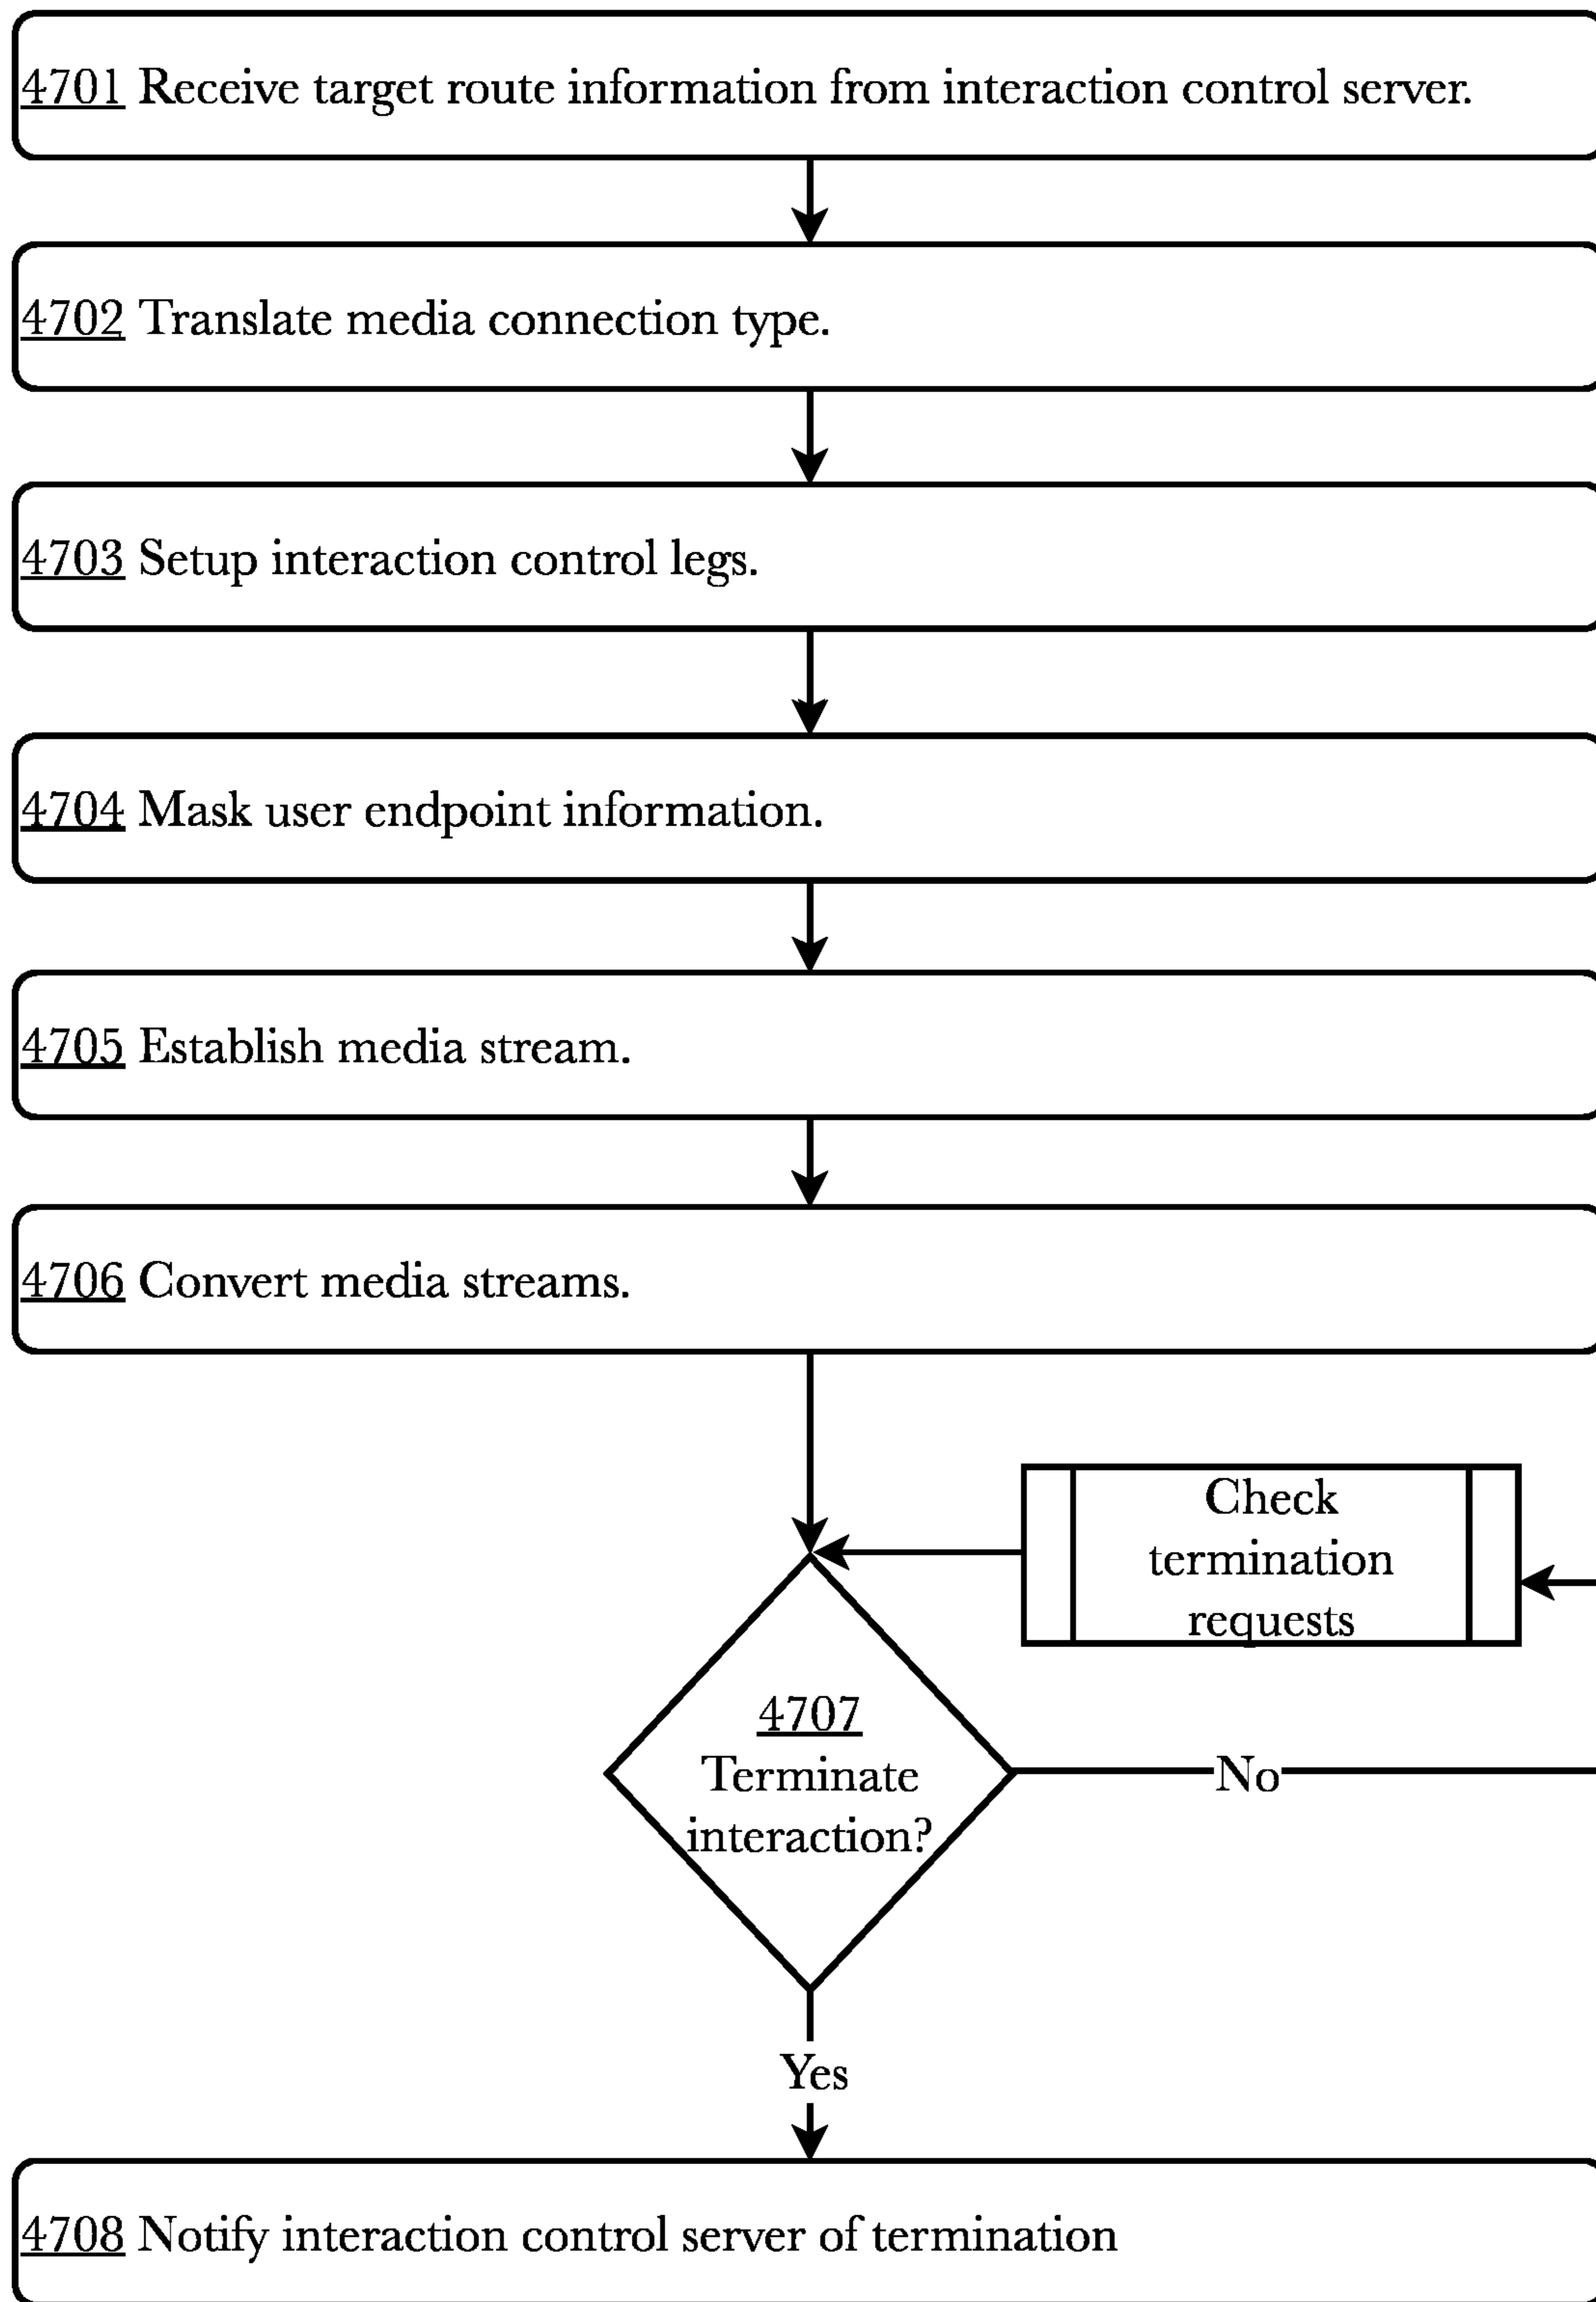 4701 Receive target route information from interaction control server.
4702 Translate media connection type.
4703 Setup interaction control legs.
4704 Mask user endpoint information.
4705 Establish media stream.
4706 Convert media streams.
Check
termination
requests
4707
Terminate
interaction?
No
Yes
4708 Notify interaction control server of termination